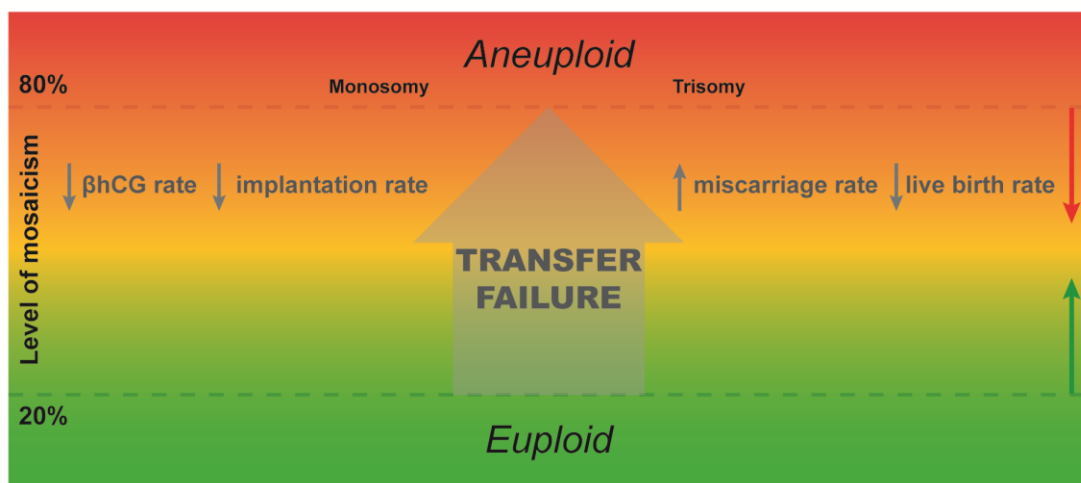 Aneuploid
80%
Monosomy
Trisomy
Level of mosaicism
βhCG rate
implantation rate
miscarriage rate
live birth rate
TRANSFER
FAILURE
20%
Euploid